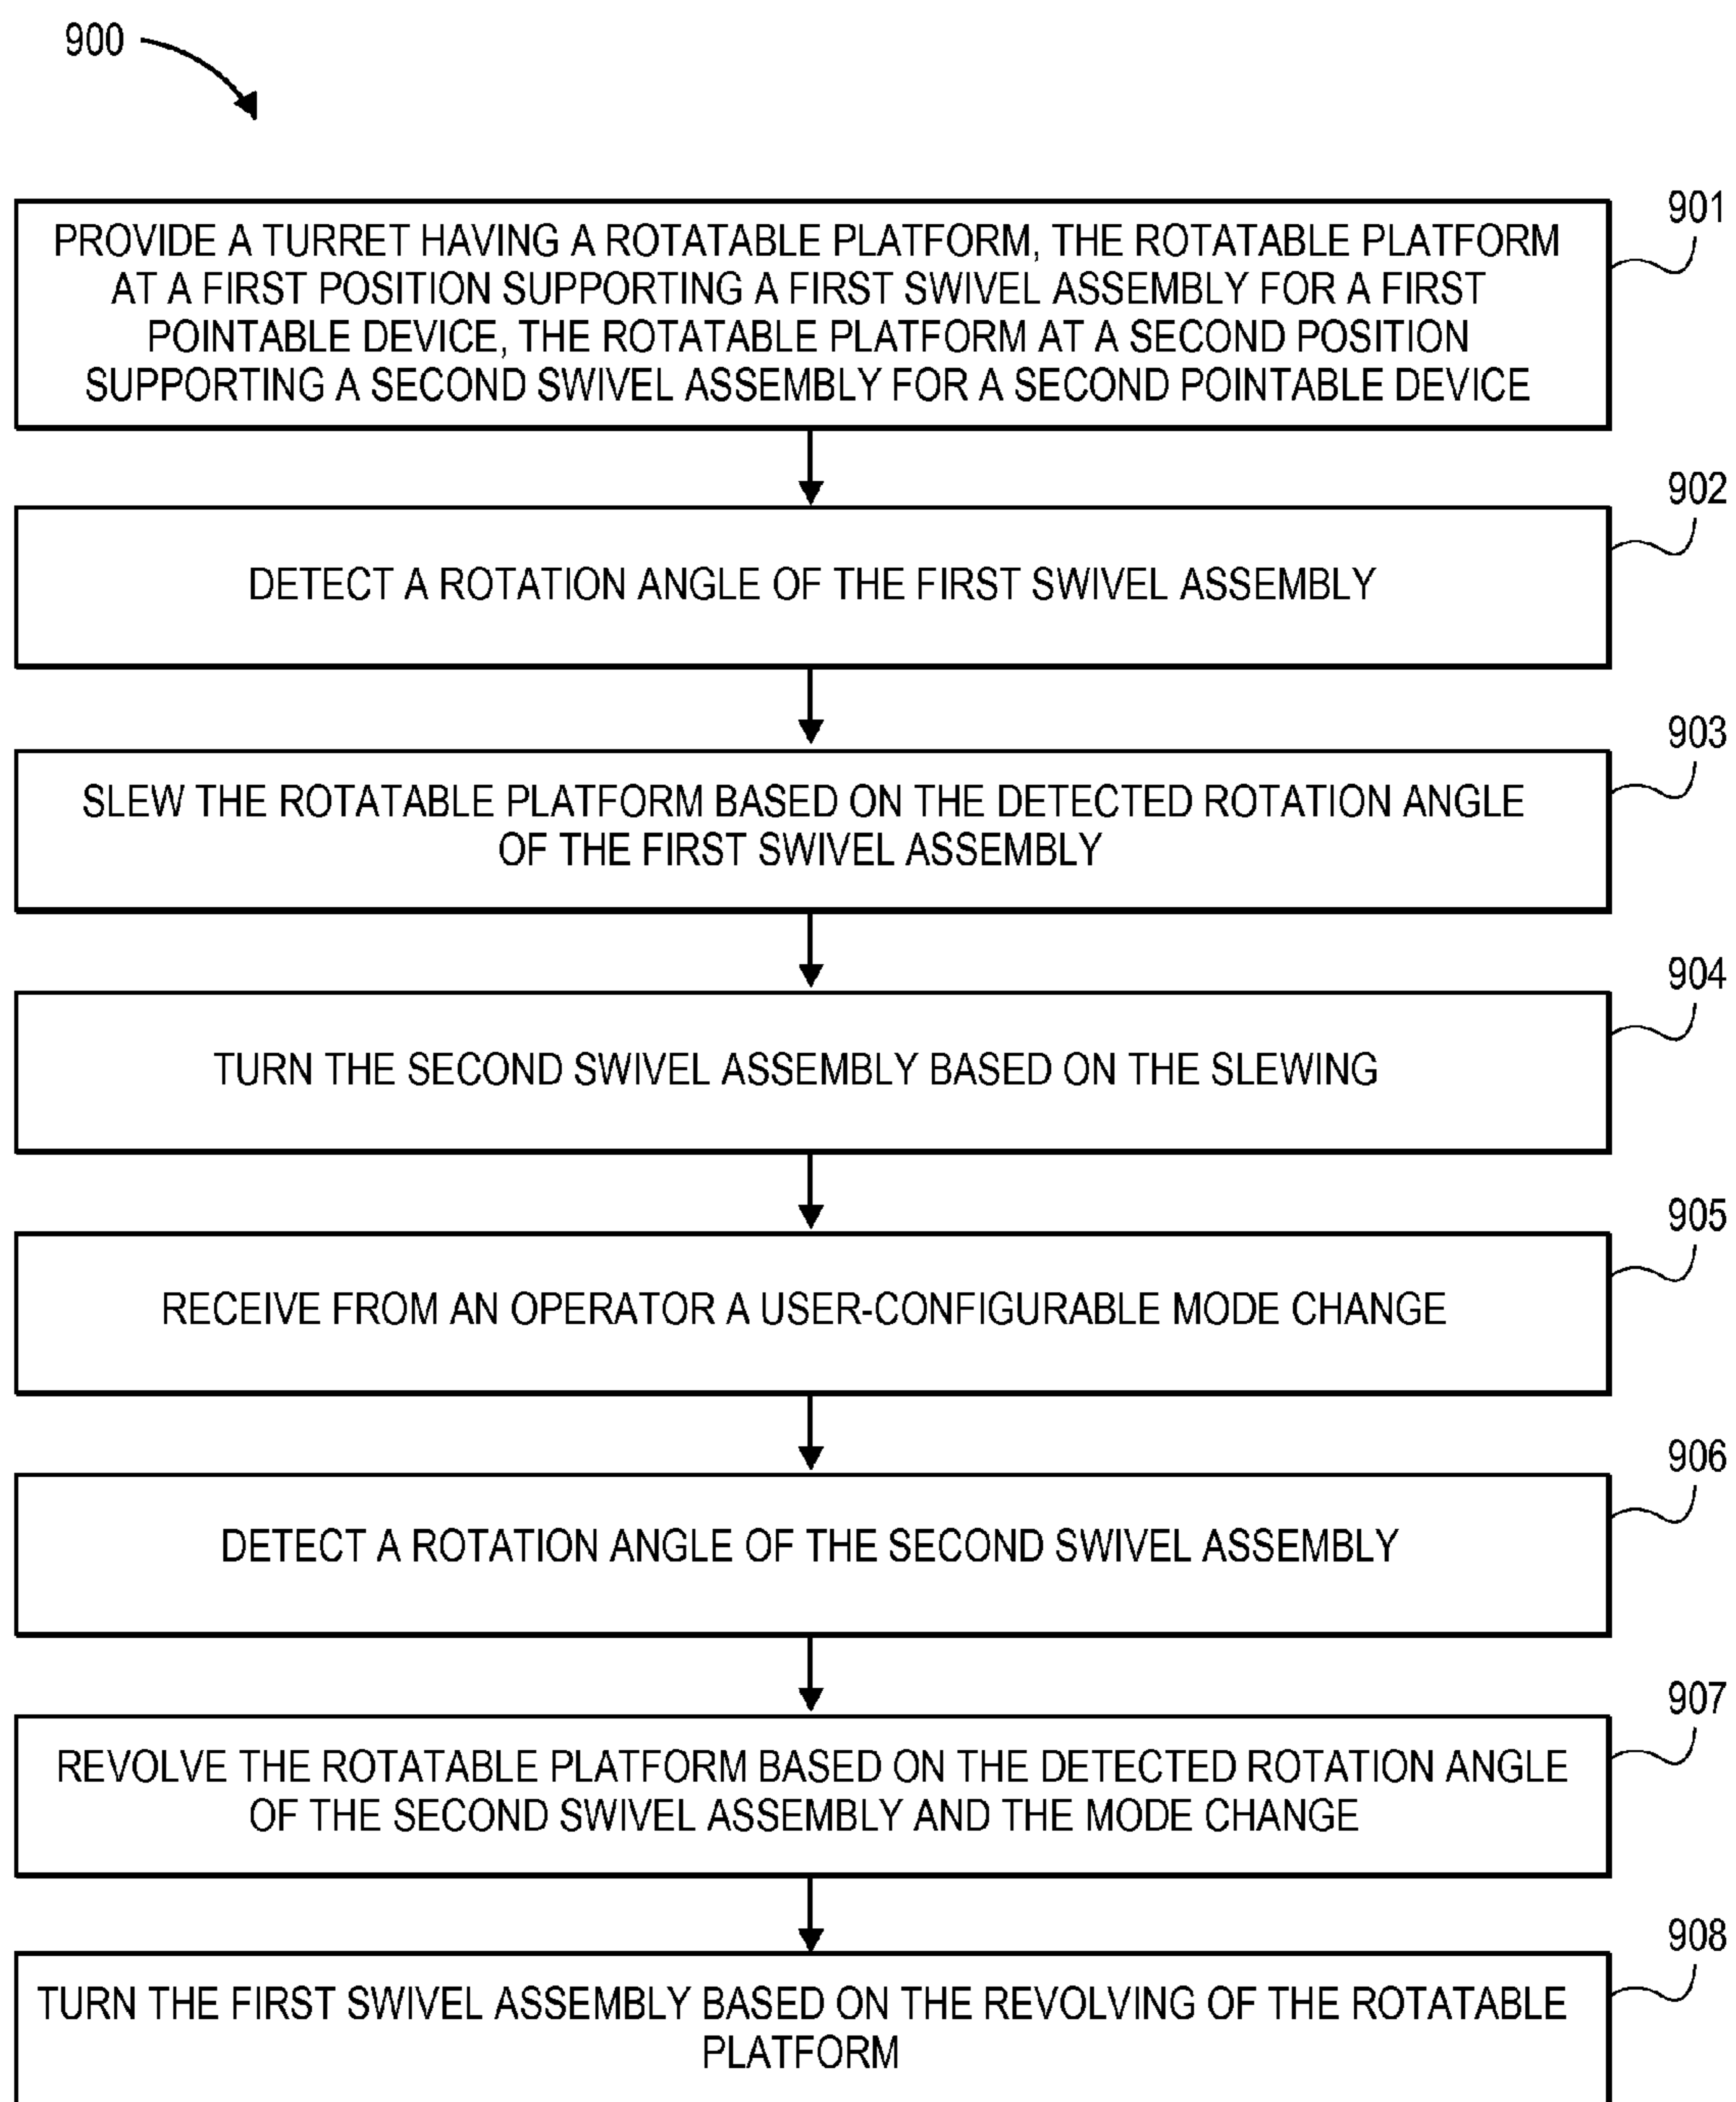 900
901
PROVIDE A TURRET HAVING A ROTATABLE PLATFORM, THE ROTATABLE PLATFORM
AT A FIRST POSITION SUPPORTING A FIRST SWIVEL ASSEMBLY FOR A FIRST
POINTABLE DEVICE, THE ROTATABLE PLATFORM AT A SECOND POSITION
SUPPORTING A SECOND SWIVEL ASSEMBLY FOR A SECOND POINTABLE DEVICE
902
DETECT A ROTATION ANGLE OF THE FIRST SWIVEL ASSEMBLY
903
SLEW THE ROTATABLE PLATFORM BASED ON THE DETECTED ROTATION ANGLE
OF THE FIRST SWIVEL ASSEMBLY
904
TURN THE SECOND SWIVEL ASSEMBLY BASED ON THE SLEWING
905
RECEIVE FROM AN OPERATOR A USER-CONFIGURABLE MODE CHANGE
906
DETECT A ROTATION ANGLE OF THE SECOND SWIVEL ASSEMBLY
907
REVOLVE THE ROTATABLE PLATFORM BASED ON THE DETECTED ROTATION ANGLE
OF THE SECOND SWIVEL ASSEMBLY AND THE MODE CHANGE
908
TURN THE FIRST SWIVEL ASSEMBLY BASED ON THE REVOLVING OF THE ROTATABLE
PLATFORM